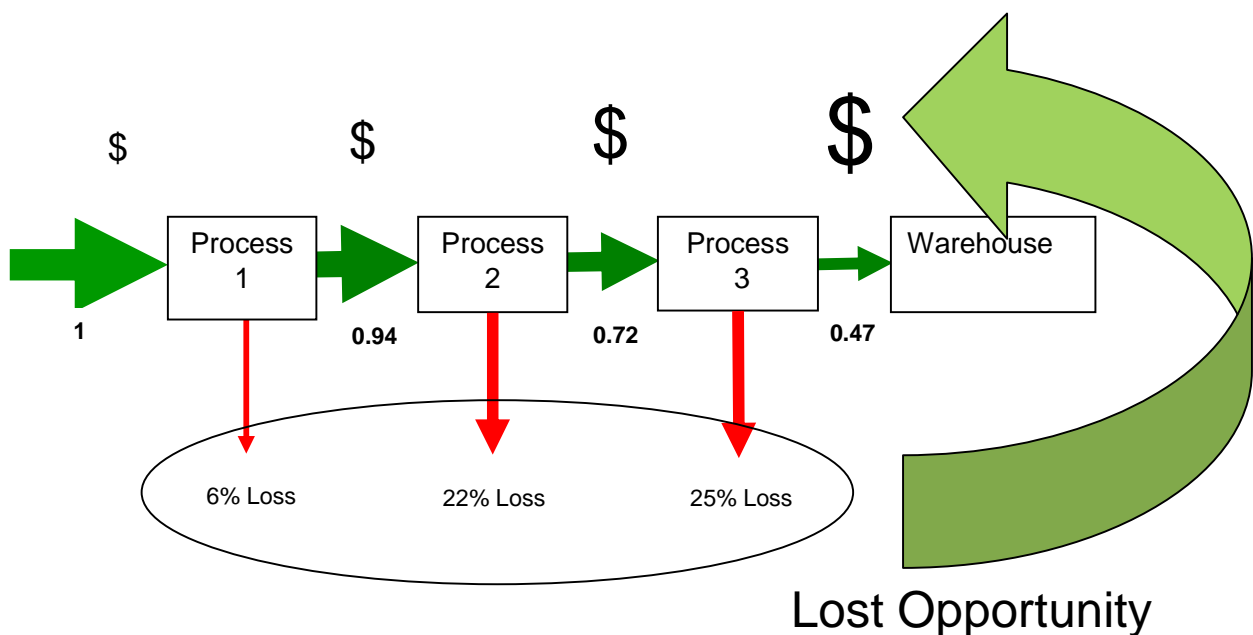 $
$
$
$
Process
1
Process
2
Process
3
Warehouse
1
0.94
0.72
0.47
6% Loss
22% Loss
25% Loss
Lost Opportunity